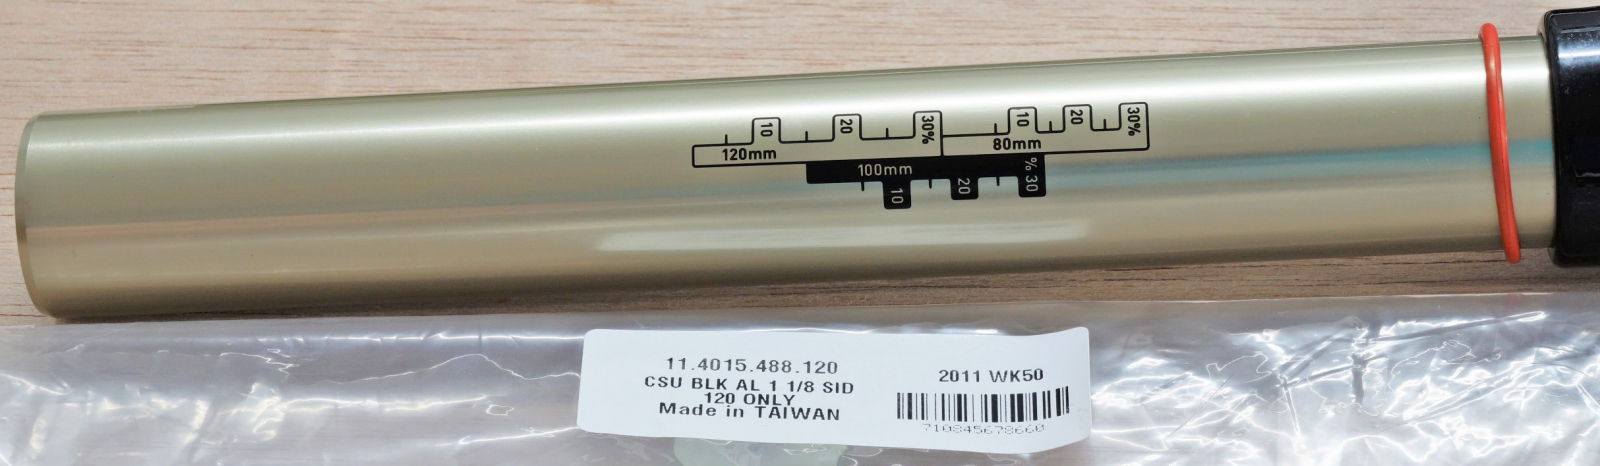 10 20 30% 10 20 30%
120mm 80mm
100mm
10 20 % 30
11.4015.488.120
CSU BLK AL 1 1/8 SID
120 ONLY
Made in TAIWAN
2011 WK50
710845678660